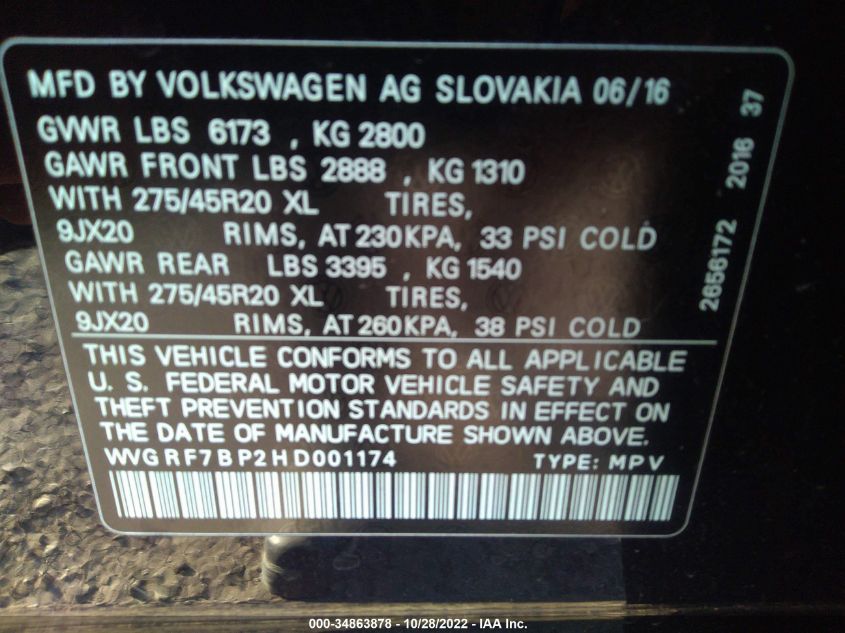 MFD BY VOLKSWAGEN AG SLOVAKIA 06/16
GVWR LBS 6173 , KG 2800
GAWR FRONT LBS 2888 , KG 1310
WITH 275/45R20 XL TIRES,
9JX20 RIMS, AT 230KPA, 33 PSI COLD
GAWR REAR LBS 3395 , KG 1540
WITH 275/45R20 XL TIRES,
9JX20 RIMS, AT 260KPA, 38 PSI COLD
THIS VEHICLE CONFORMS TO ALL APPLICABLE
U. S. FEDERAL MOTOR VEHICLE SAFETY AND
THEFT PREVENTION STANDARDS IN EFFECT ON
THE DATE OF MANUFACTURE SHOWN ABOVE.
WVGRF7BP2HD001174 TYPE: MPV
2656172 2016 37
000-34863878 - 10/28/2022 - IAA Inc.